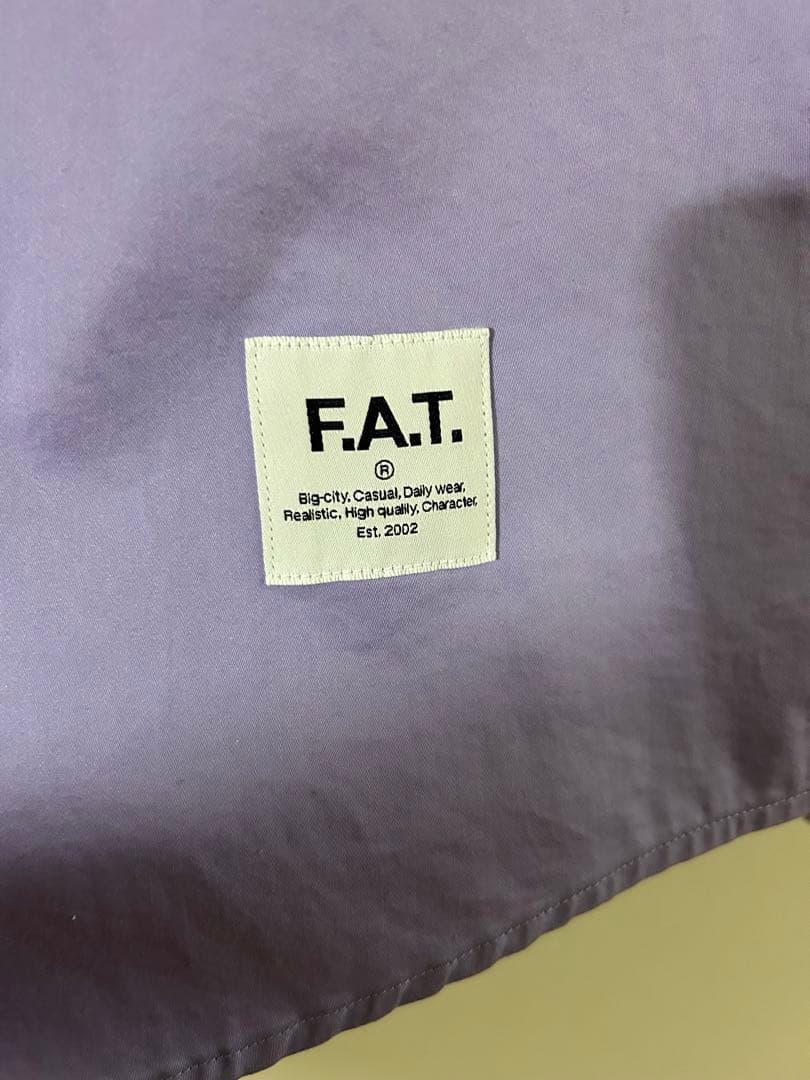 F.A.T.
®
Big-city, Casual, Daily wear,
Realistic, High quality, Character.
Est. 2002